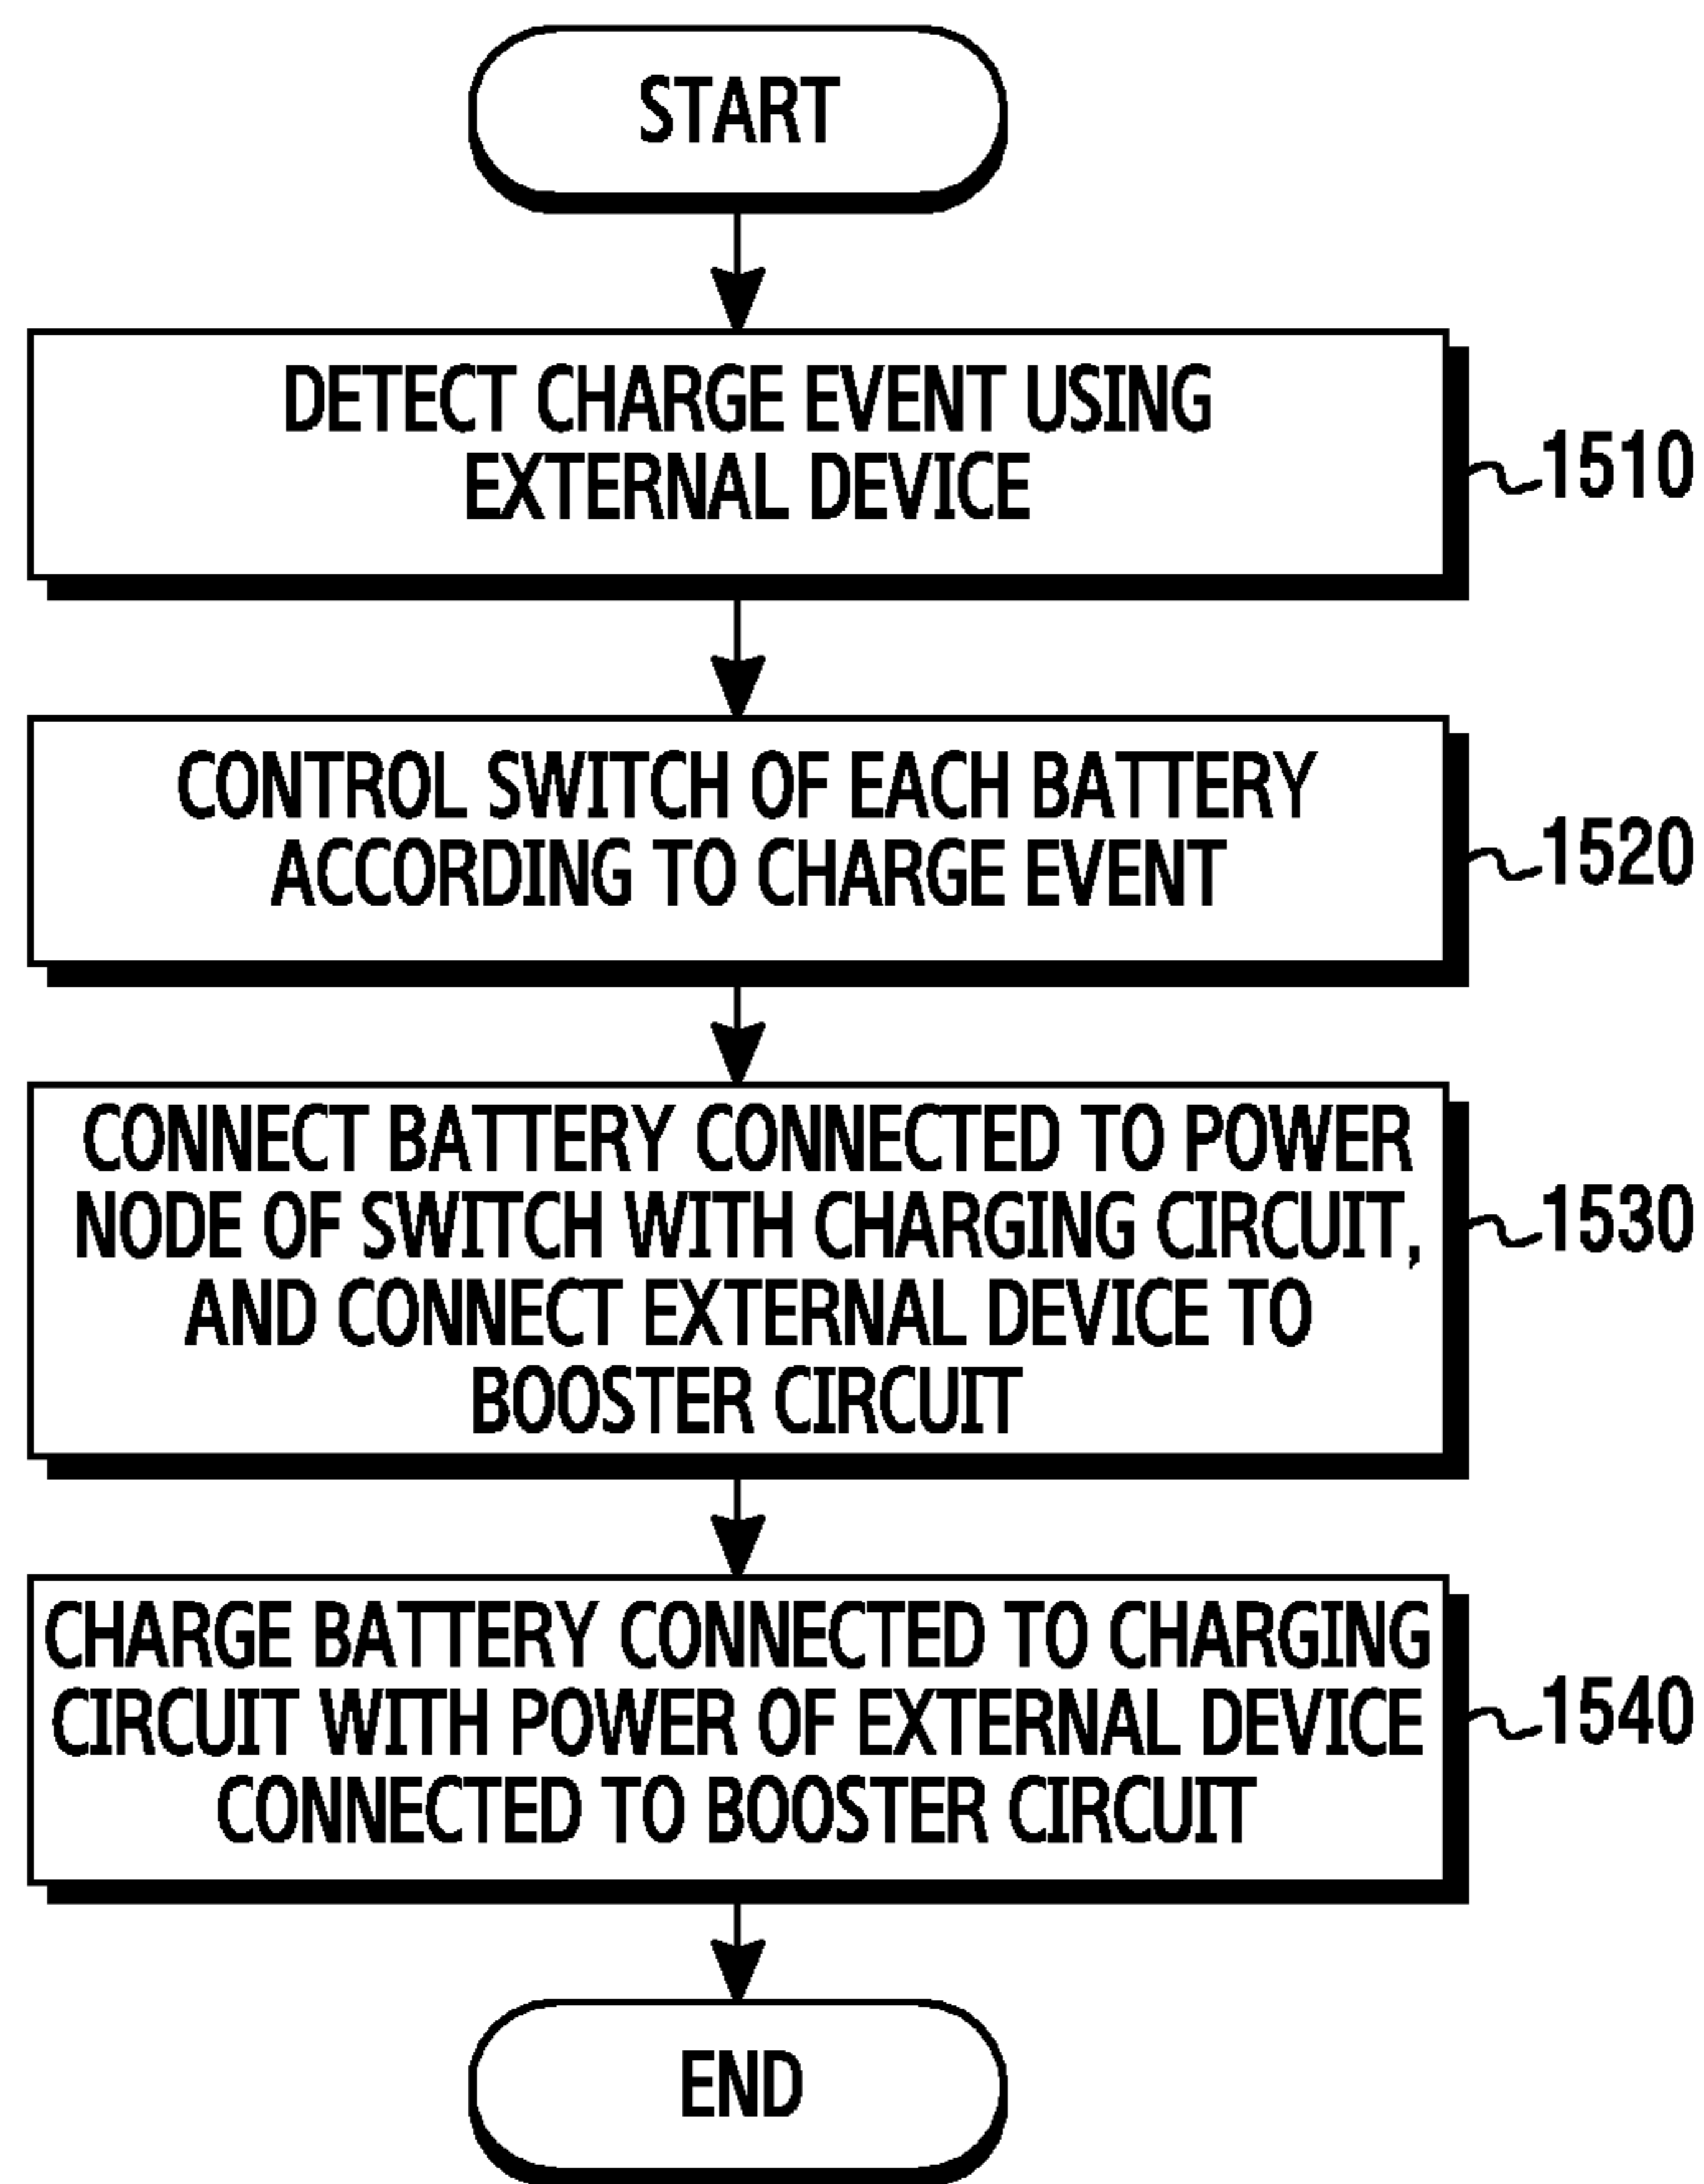 START
DETECT CHARGE EVENT USING
EXTERNAL DEVICE
1510
CONTROL SWITCH OF EACH BATTERY
ACCORDING TO CHARGE EVENT
1520
CONNECT BATTERY CONNECTED TO POWER
NODE OF SWITCH WITH CHARGING CIRCUIT,
AND CONNECT EXTERNAL DEVICE TO
BOOSTER CIRCUIT
1530
CHARGE BATTERY CONNECTED TO CHARGING
CIRCUIT WITH POWER OF EXTERNAL DEVICE
CONNECTED TO BOOSTER CIRCUIT
1540
END